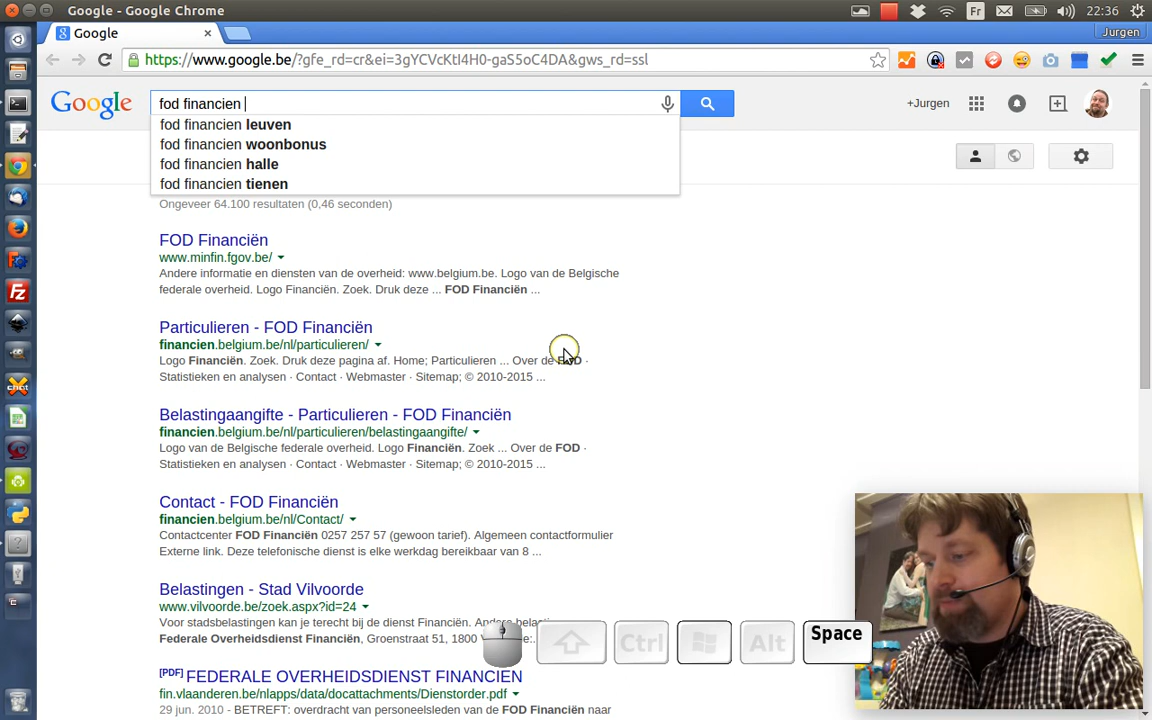 Google - Google Chrome
Fr
22:36
Google
Jurgen
https://www.google.be/?gfe_rd=cr&ei=3gYCVcKtI4H0-gaS5oC4DA&gws_rd=ssl
Google
fod financien
+Jurgen
fod financien leuven
fod financien woonbonus
fod financien halle
fod financien tienen
Ongeveer 64.100 resultaten (0,46 seconden)
FOD Financiën
www.minfin.fgov.be/
Andere informatie en diensten van de overheid: www.belgium.be. Logo van de Belgische
federale overheid. Logo Financiën. Zoek. Druk deze ... FOD Financiën ...
Particulieren - FOD Financiën
financien.belgium.be/nl/particulieren/
Logo Financiën. Zoek. Druk deze pagina af. Home; Particulieren ... Over de FOD ·
Statistieken en analysen · Contact · Webmaster · Sitemap; © 2010-2015 ...
Belastingaangifte - Particulieren - FOD Financiën
financien.belgium.be/nl/particulieren/belastingaangifte/
Logo van de Belgische federale overheid. Logo Financiën. Zoek ... Over de FOD ·
Statistieken en analysen · Contact · Webmaster · Sitemap; © 2010-2015 ...
Contact - FOD Financiën
financien.belgium.be/nl/Contact/
Contactcenter FOD Financiën 0257 257 57 (gewoon tarief). Algemeen contactformulier
Externe link. Deze telefonische dienst is elke werkdag bereikbaar van 8 ...
Belastingen - Stad Vilvoorde
www.vilvoorde.be/zoek.aspx?id=24
Voor stadsbelastingen kan je terecht bij de dienst Financiën.
Federale Overheidsdienst Financiën, Groenstraat 51, 1800
Ctrl
Alt
Space
[PDF] FEDERALE OVERHEIDSDIENST FINANCIEN
fin.vlaanderen.be/nlapps/data/docattachments/Dienstorder.pdf
29 jun. 2010 - BETREFT: overdracht van personeelsleden van de FOD Financiën naar